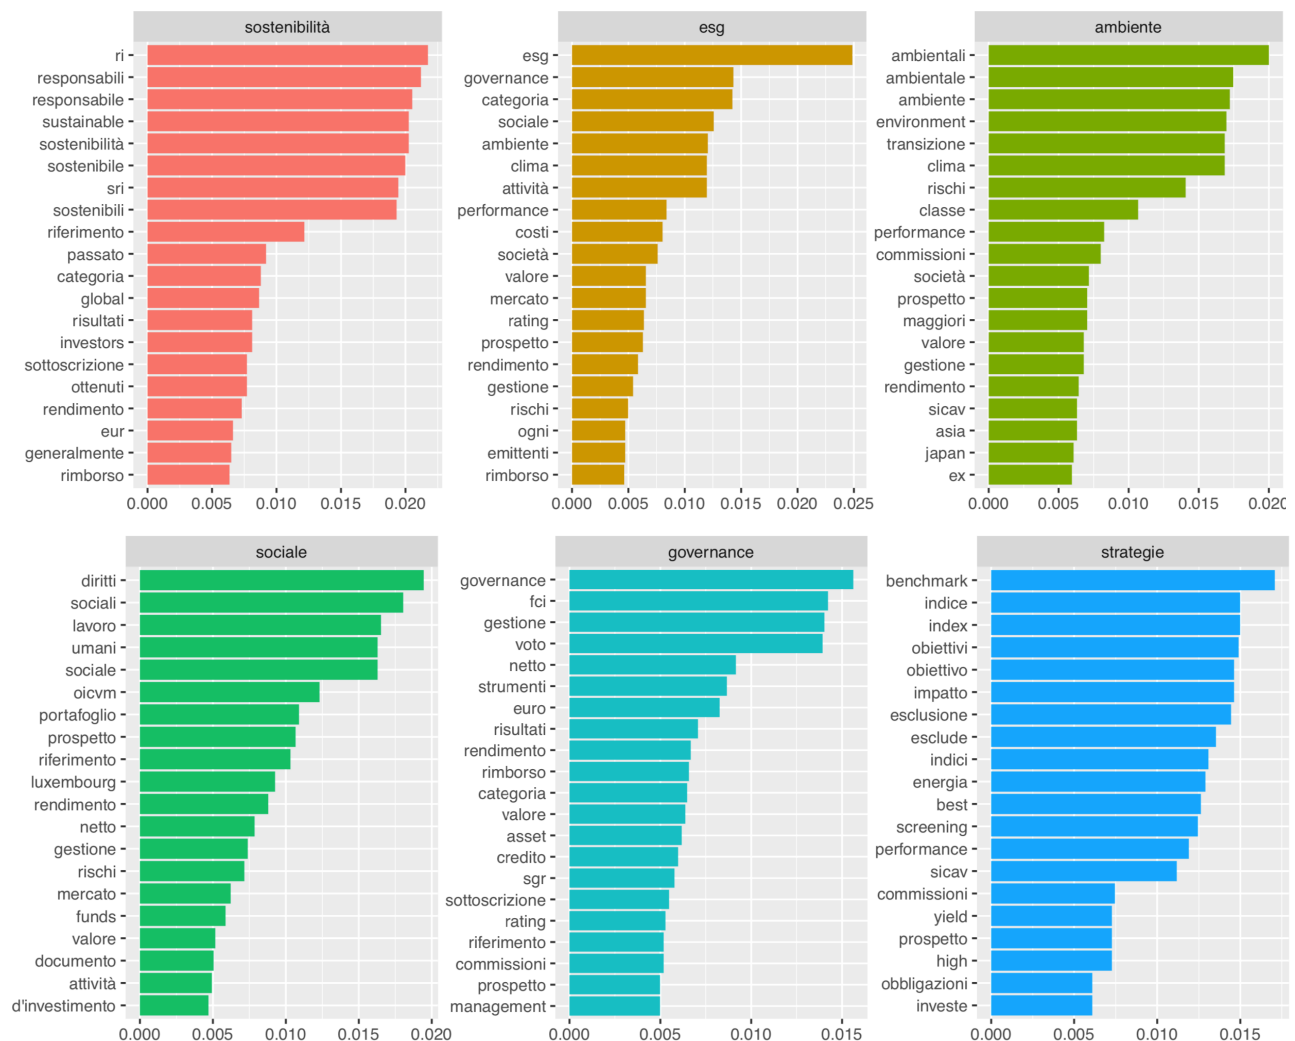 sostenibilità
ri
responsabili
responsabile
sustainable
sostenibilità
sostenibile
sri
sostenibili
riferimento
passato
categoria
global
risultati
investors
sottoscrizione
ottenuti
rendimento
eur
generalmente
rimborso
0.000 0.005 0.010 0.015 0.020
esg
esg
governance
categoria
sociale
ambiente
clima
attività
performance
costi
società
valore
mercato
rating
prospetto
rendimento
gestione
rischi
ogni
emittenti
rimborso
0.000 0.005 0.010 0.015 0.020 0.025
ambiente
ambientali
ambientale
ambiente
environment
transizione
clima
rischi
classe
performance
commissioni
società
prospetto
maggiori
valore
gestione
rendimento
sicav
asia
japan
ex
0.000 0.005 0.010 0.015 0.020
sociale
diritti
sociali
lavoro
umani
sociale
oicvm
portafoglio
prospetto
riferimento
luxembourg
rendimento
netto
gestione
rischi
mercato
funds
valore
documento
attività
d'investimento
0.000 0.005 0.010 0.015 0.020
governance
governance
fci
gestione
voto
netto
strumenti
euro
risultati
rendimento
rimborso
categoria
valore
asset
credito
sgr
sottoscrizione
rating
riferimento
commissioni
prospetto
management
0.000 0.005 0.010 0.015
strategie
benchmark
indice
index
obiettivi
obiettivo
impatto
esclusione
esclude
indici
energia
best
screening
performance
sicav
commissioni
yield
prospetto
high
obbligazioni
investe
0.000 0.005 0.010 0.015